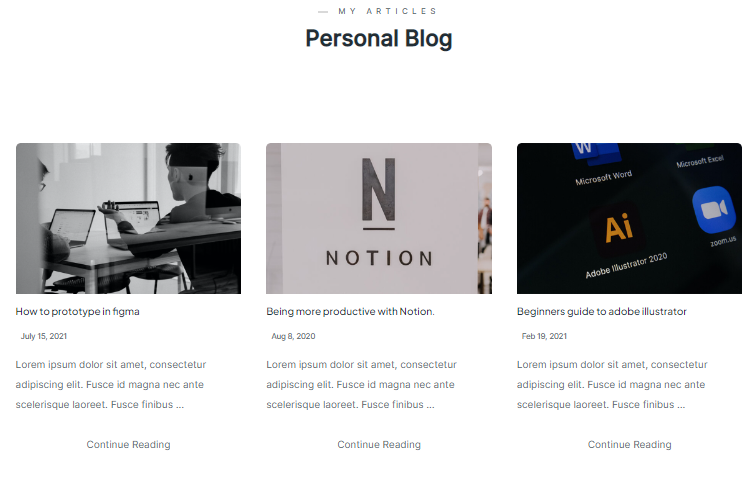 — MY ARTICLES
Personal Blog
N
NOTION
W
Microsoft Word
Microsoft Excel
Ai
Adobe Illustrator 2020
zoom.us
How to prototype in figma
Being more productive with Notion.
Beginners guide to adobe illustrator
July 15, 2021
Aug 8, 2020
Feb 19, 2021
Lorem ipsum dolor sit amet, consectetur
adipiscing elit. Fusce id magna nec ante
scelerisque laoreet. Fusce finibus ...
Lorem ipsum dolor sit amet, consectetur
adipiscing elit. Fusce id magna nec ante
scelerisque laoreet. Fusce finibus ...
Lorem ipsum dolor sit amet, consectetur
adipiscing elit. Fusce id magna nec ante
scelerisque laoreet. Fusce finibus ...
Continue Reading
Continue Reading
Continue Reading